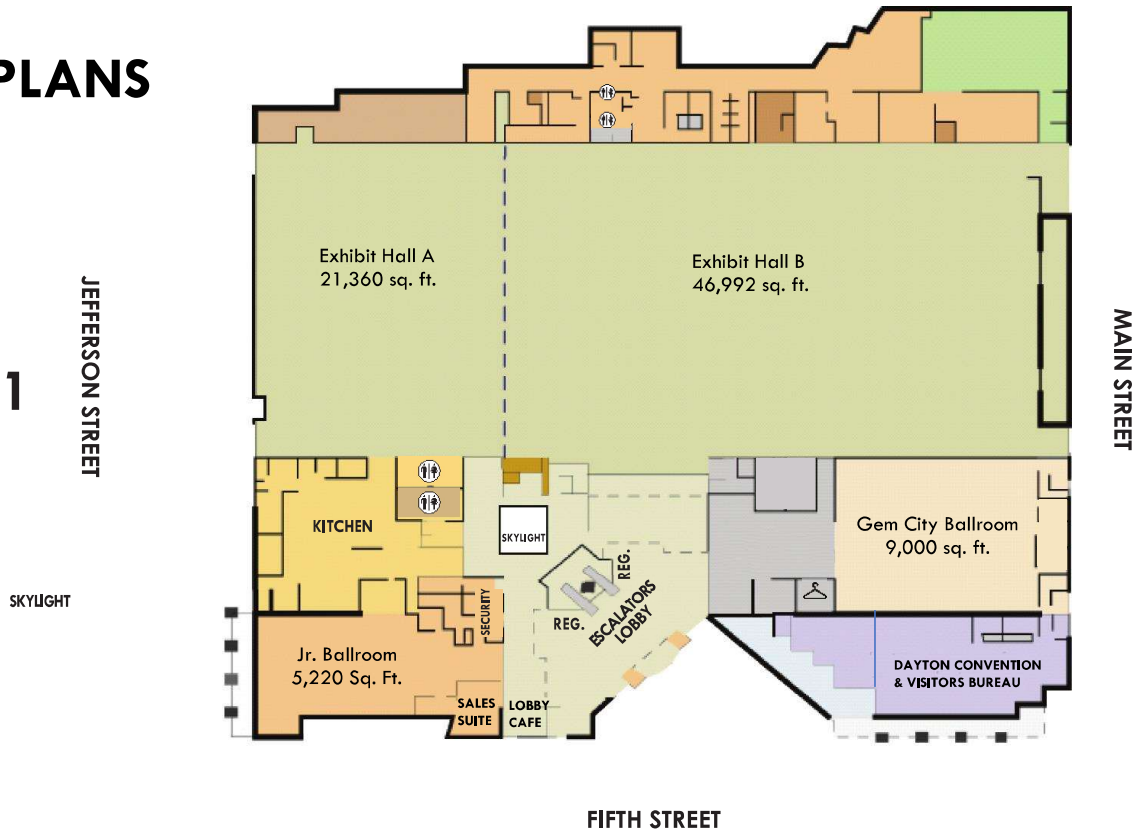 PLANS
Exhibit Hall A
21,360 sq. ft.
Exhibit Hall B
46,992 sq. ft.
JEFFERSON STREET
MAIN STREET
1
KITCHEN
SKYLIGHT
Gem City Ballroom
9,000 sq. ft.
SKYLIGHT
SECURITY
REG.
REG.
ESCALATORS
LOBBY
Jr. Ballroom
5,220 Sq. Ft.
SALES
SUITE
LOBBY
CAFE
DAYTON CONVENTION
& VISITORS BUREAU
FIFTH STREET